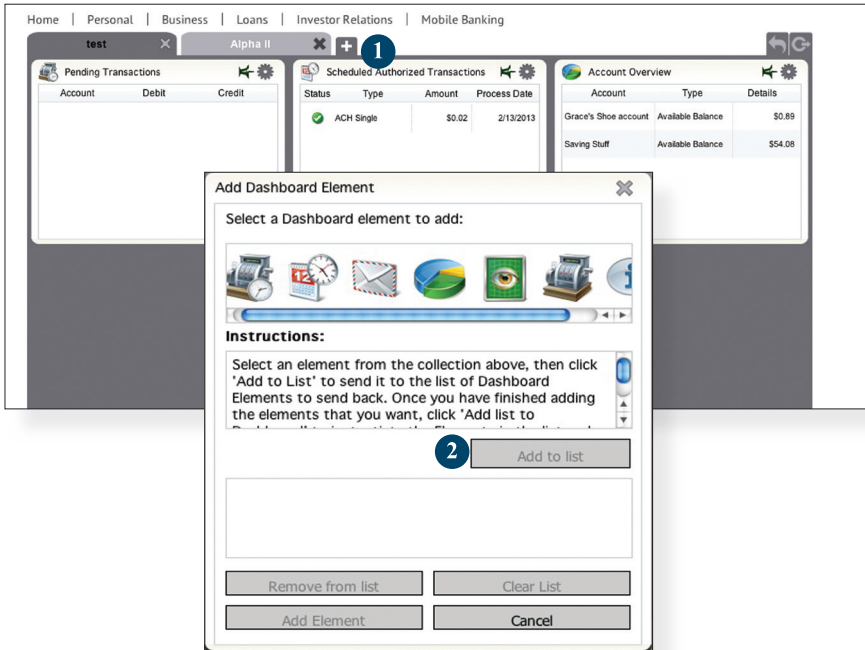 Home | Personal | Business | Loans | Investor Relations | Mobile Banking
test Alpha II 1
Pending Transactions
Account Debit Credit
Scheduled Authorized Transactions
Status Type Amount Process Date
ACH Single $0.02 2/13/2013
Account Overview
Account Type Details
Grace's Shoe account Available Balance $0.89
Saving Stuff Available Balance $54.08
Add Dashboard Element
Select a Dashboard element to add:
12
Instructions:
Select an element from the collection above, then click
'Add to List' to send it to the list of Dashboard
Elements to send back. Once you have finished adding
the elements that you want, click 'Add list to
2 Add to list
Remove from list Clear List
Add Element Cancel